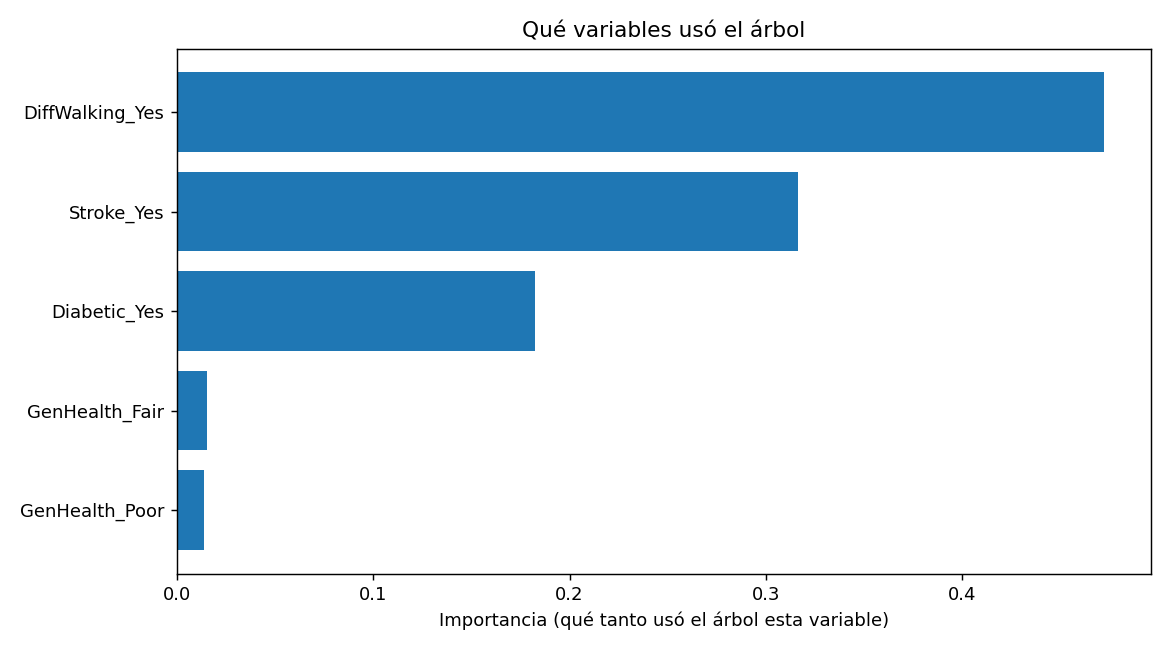 Qué variables usó el árbol
DiffWalking_Yes
Stroke_Yes
Diabetic_Yes
GenHealth_Fair
GenHealth_Poor
0.0 0.1 0.2 0.3 0.4
Importancia (qué tanto usó el árbol esta variable)